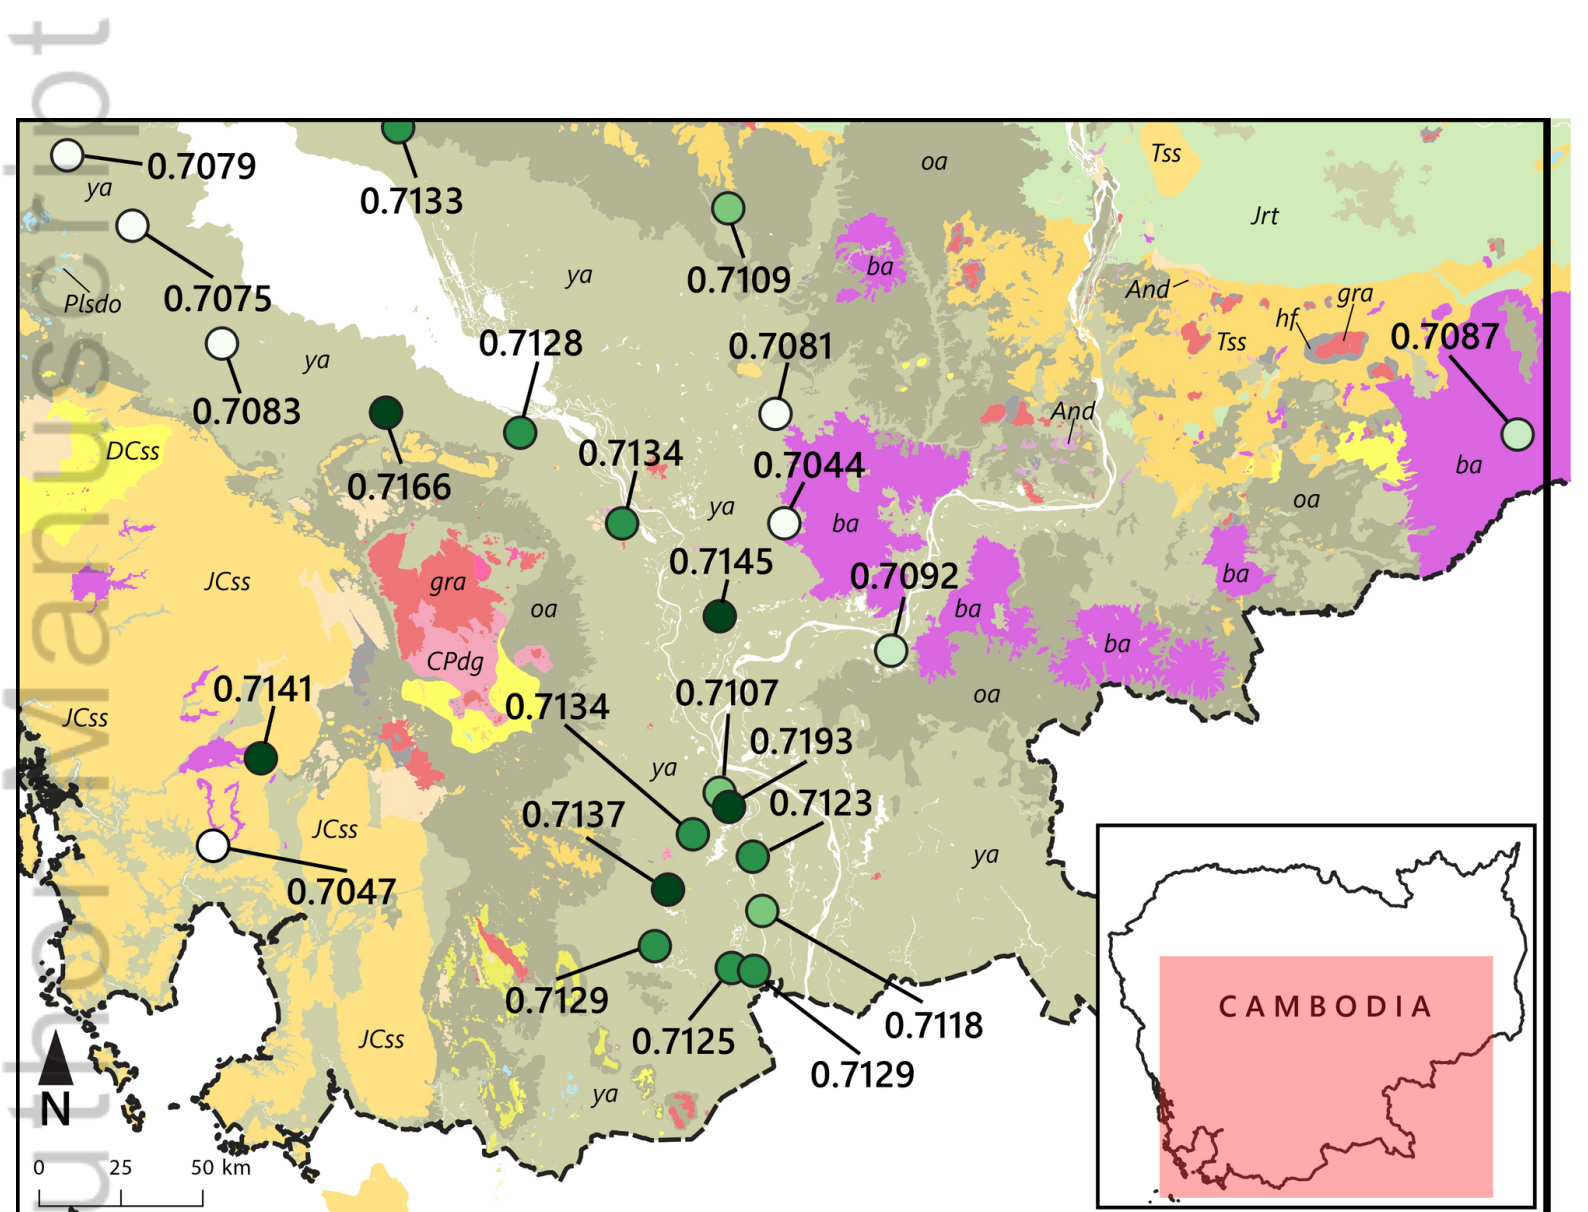 Author Manuscript
0.7079
ya
0.7133
oa
Tss
0.7109
Jrt
ya
ba
0.7075
Plsdo
And
gra
hf
Tss
0.7087
0.7128
0.7081
ya
0.7083
And
DCss
0.7134
0.7044
ba
0.7166
oa
ya
ba
0.7145
JCss
gra
oa
0.7092
ba
ba
ba
CPdg
0.7141
0.7107
oa
0.7134
JCss
0.7193
ya
0.7137
0.7123
JCss
ya
0.7047
0.7129
0.7118
CAMBODIA
0.7125
JCss
0.7129
N
ya
0 25 50 km